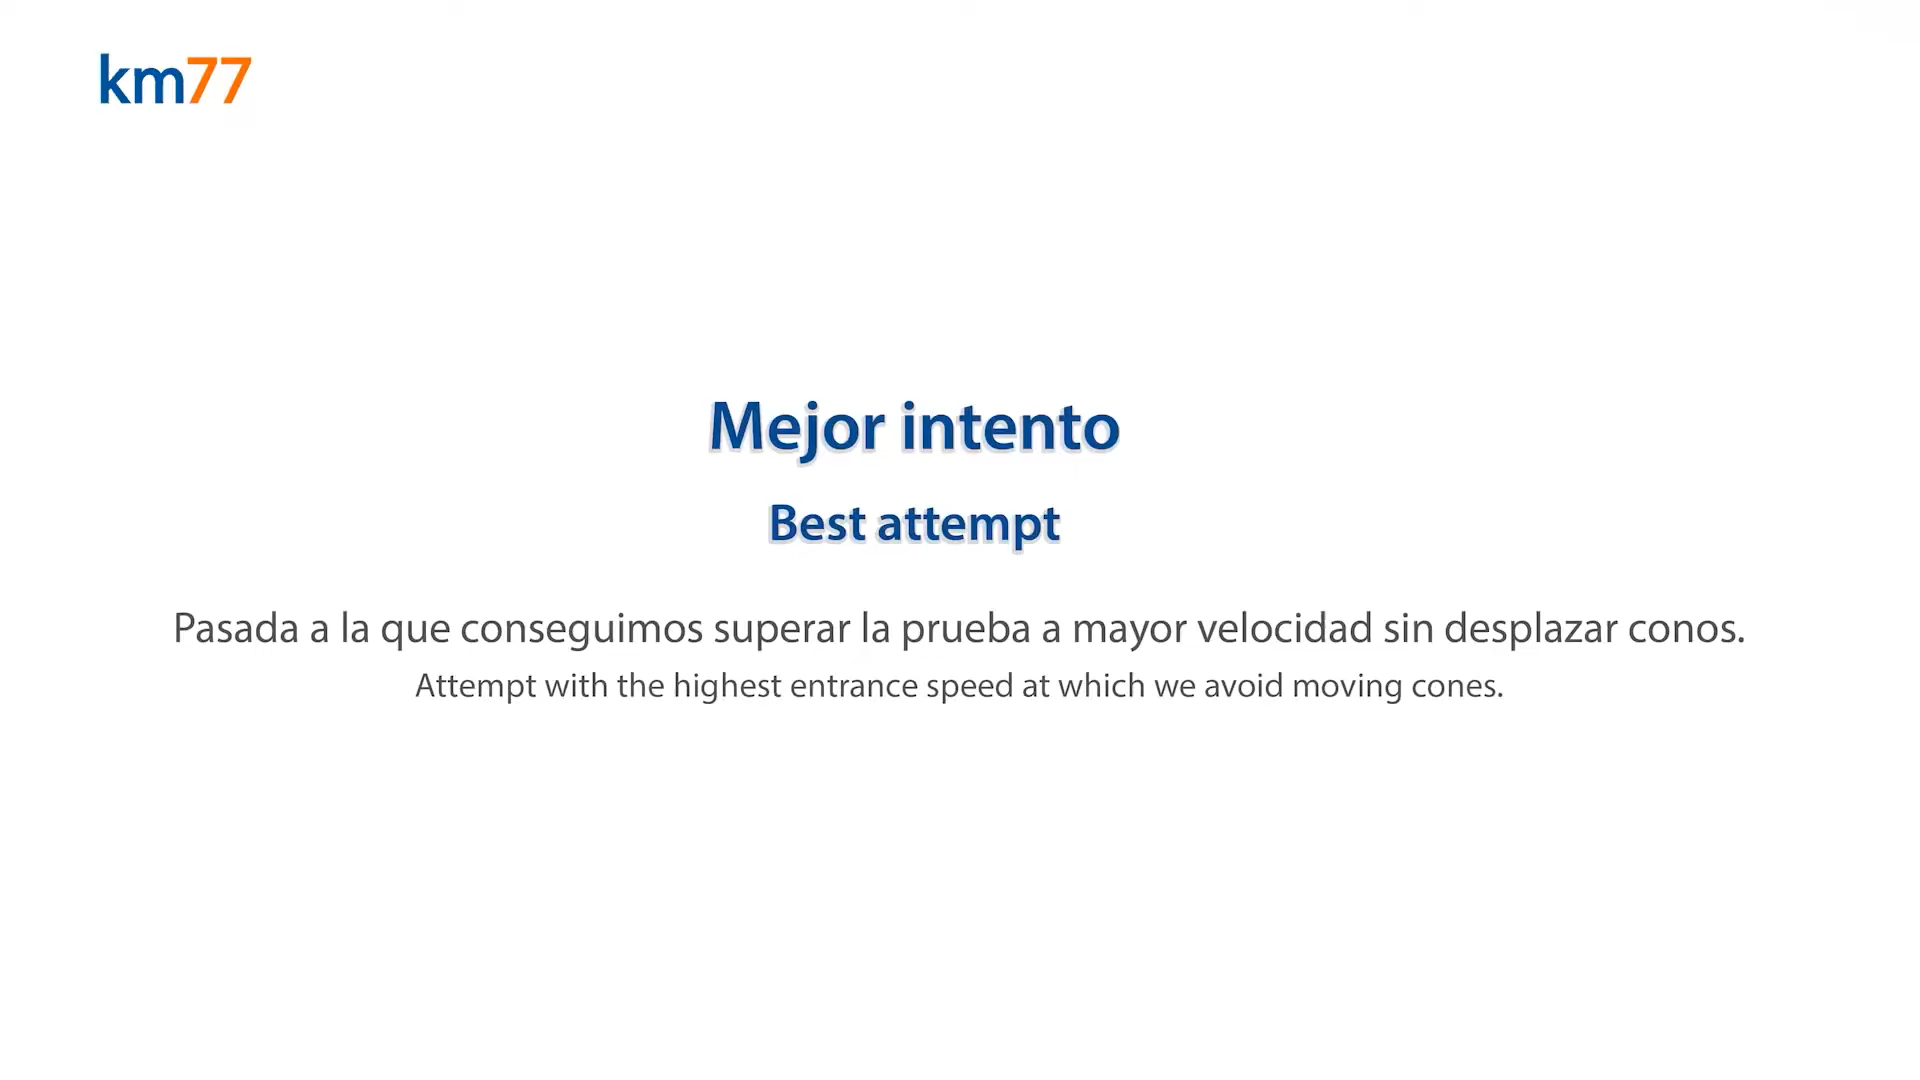 km77
Mejor intento
Best attempt
Pasada a la que conseguimos superar la prueba a mayor velocidad sin desplazar conos.
Attempt with the highest entrance speed at which we avoid moving cones.